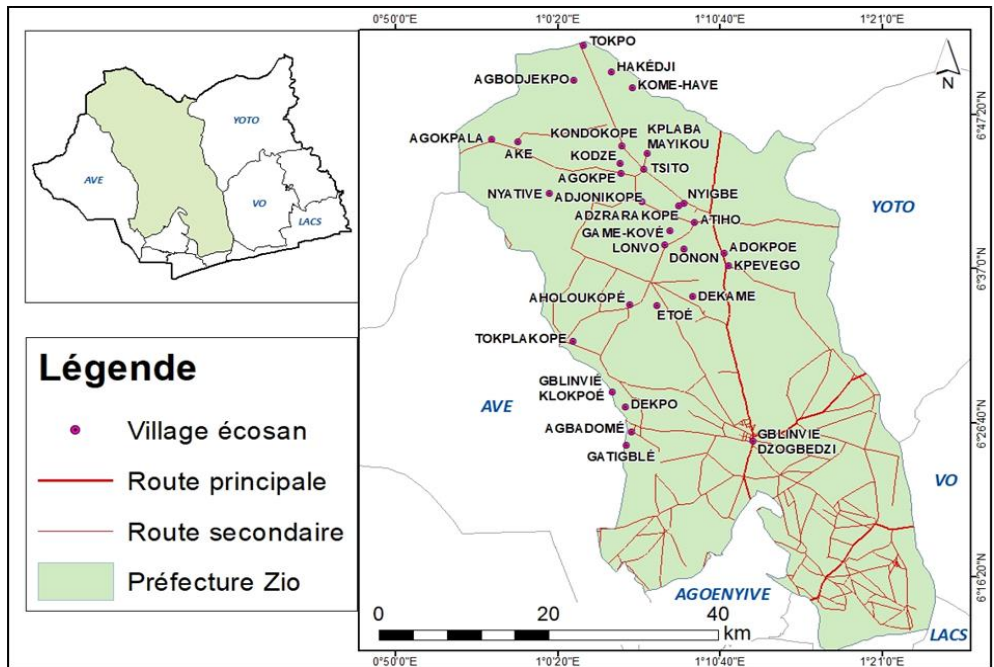 YOTO
AVE
VO
LACS
Légende
Village écosan
Route principale
Route secondaire
Préfecture Zio
0°50'0"E
1°0'20"E
1°10'40"E
1°21'0"E
N
TOKPO
HAKÉDJI
AGBODJEKPO
KOME-HAVE
6°47'20"N
KONDOKOPE
KPLABA
MAYIKOU
AGOKPALA
AKE
KODZE
TSITO
AGOKPE
NYATIVE
ADJONIKOPE
NYIGBE
YOTO
ADZRARAKOPE
ATIHO
GAME-KOVÉ
LONVO
DONON
ADOKPOE
KPEVEGO
6°37'0"N
AHOLOUKOPÉ
DEKAME
ETOÉ
TOKPLAKOPE
GBLINVIÉ
KLOKPOÉ
AVE
DEKPO
AGBADOMÉ
GATIGBLÉ
GBLINVIE
DZOGBEDZI
6°26'40"N
VO
6°16'20"N
AGOENYIVE
LACS
0 20 40
km
0°50'0"E
1°0'20"E
1°10'40"E
1°21'0"E